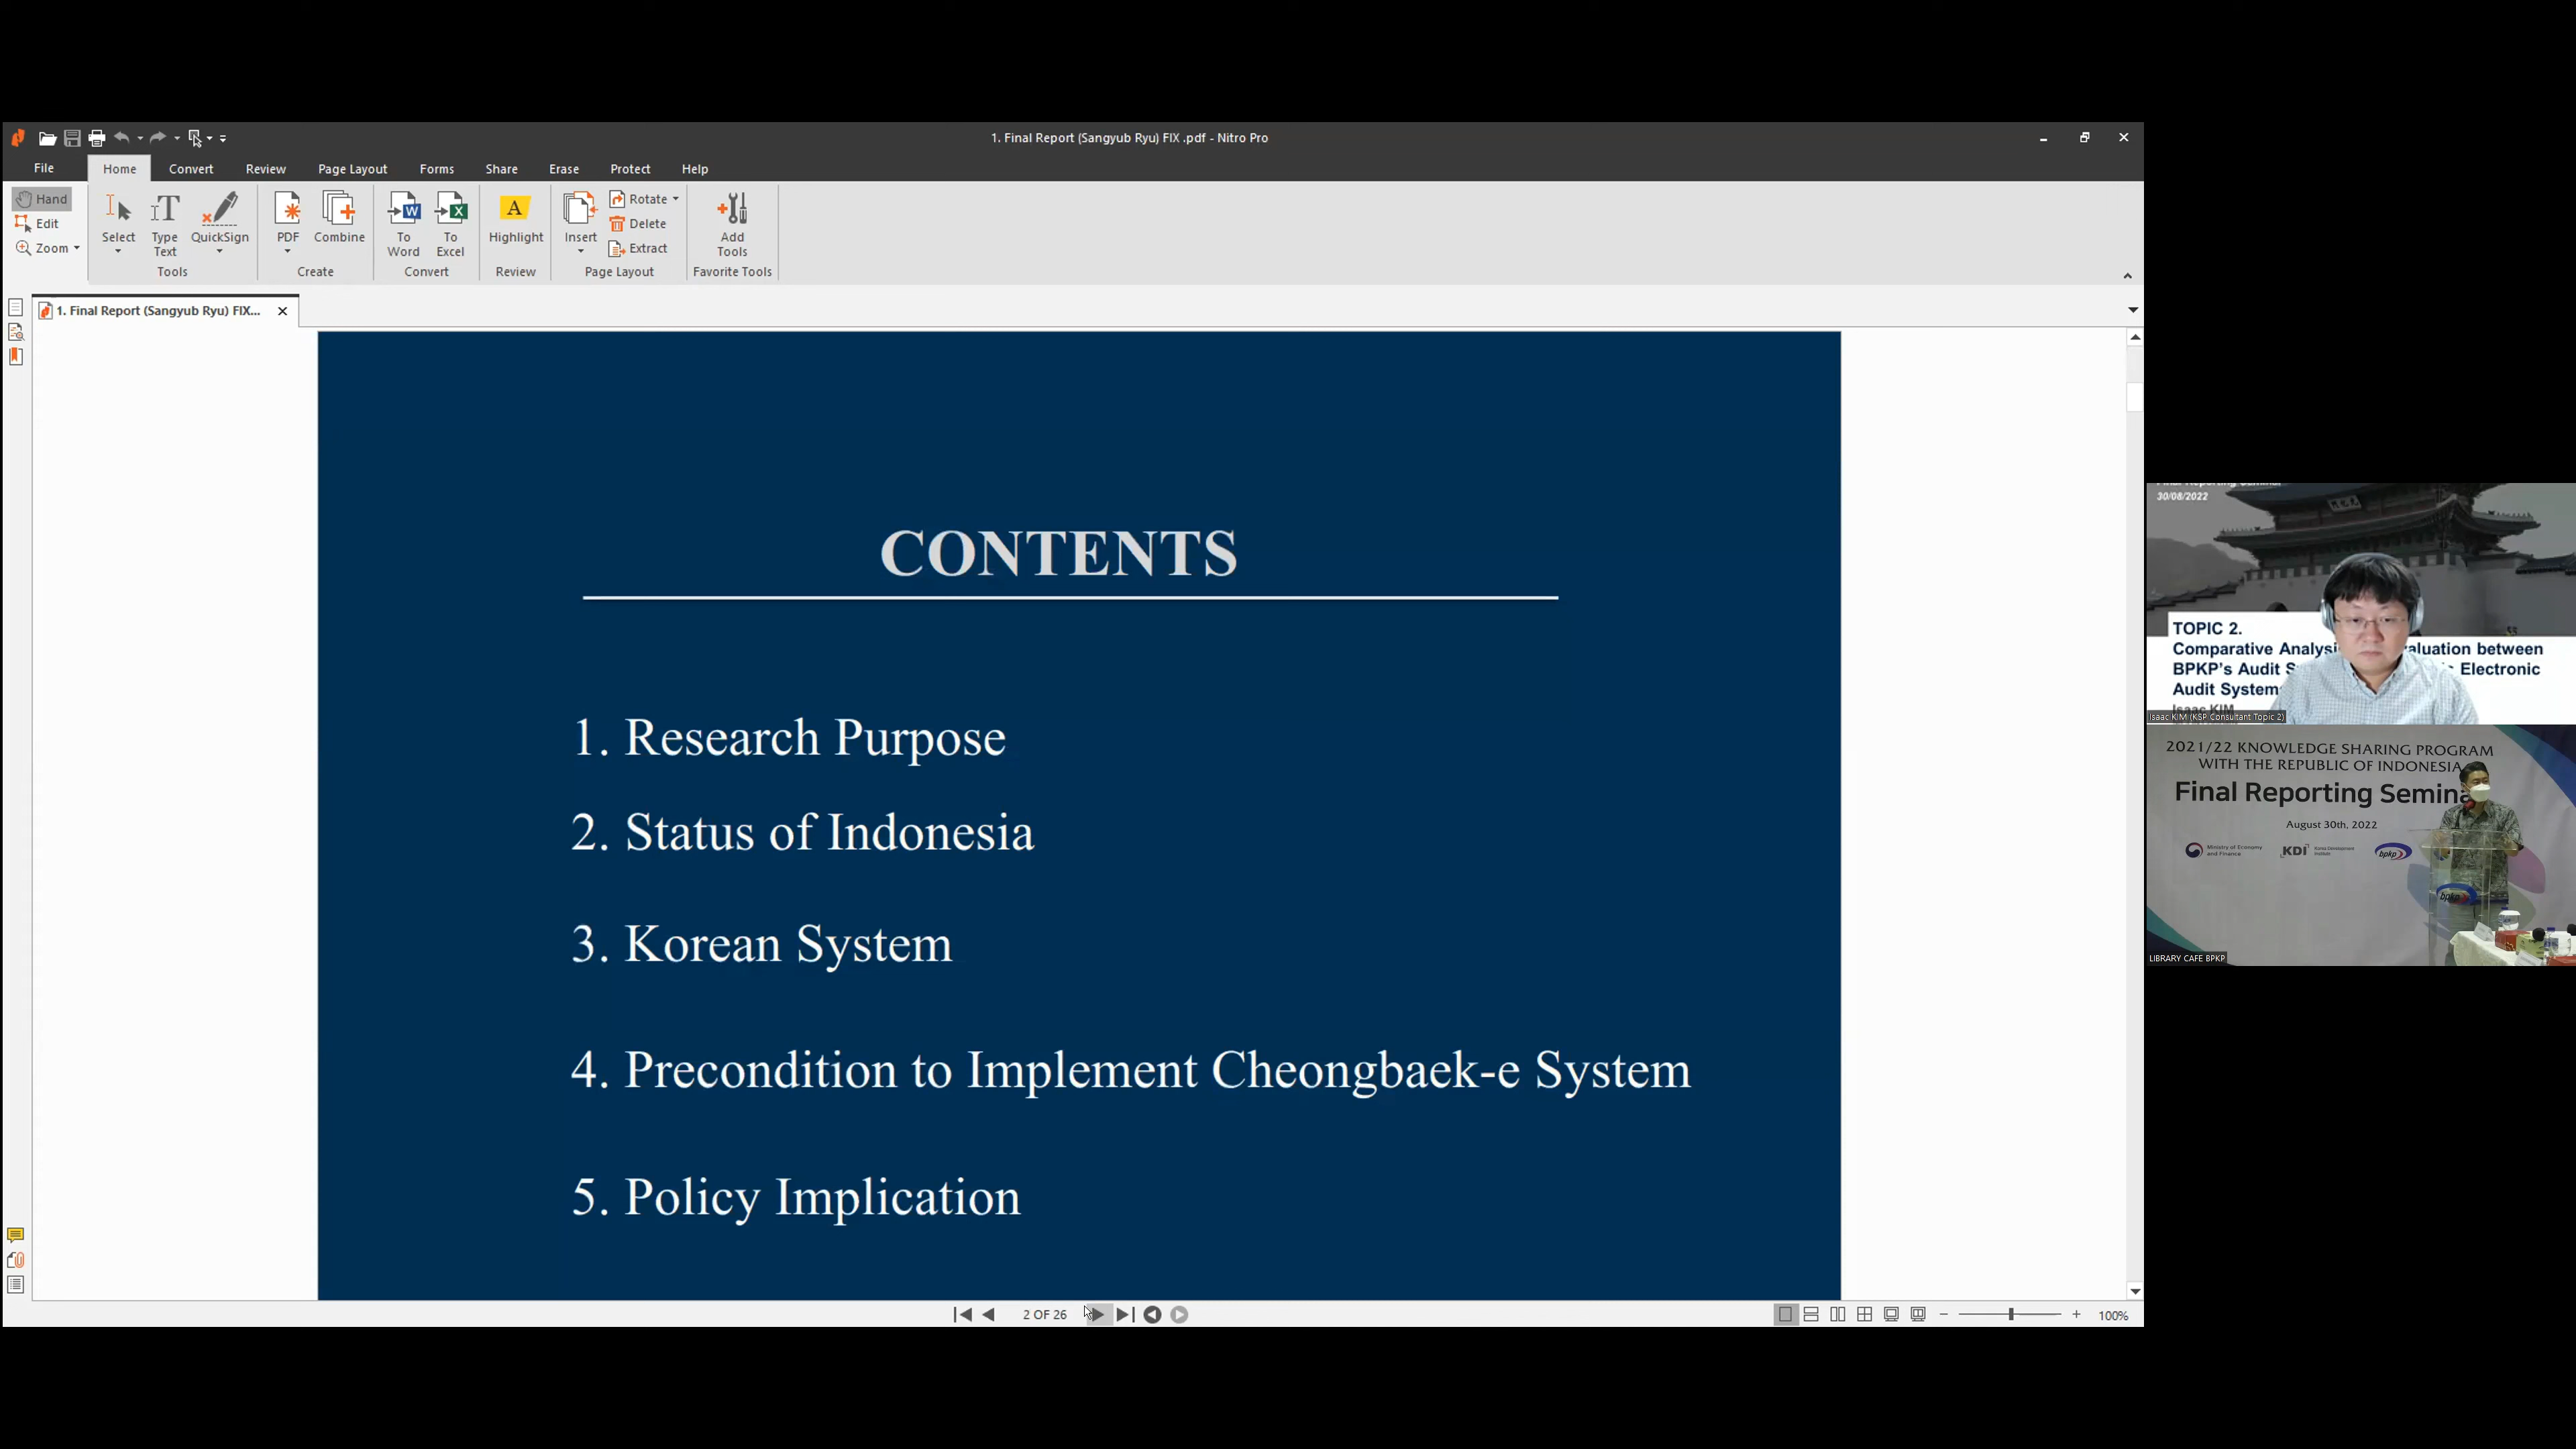 1. Final Report (Sangyub Ryu) FIX .pdf - Nitro Pro
File
Home
Convert
Review
Page Layout
Forms
Share
Erase
Protect
Help
Hand
Edit
Zoom
Select
Type
Text
QuickSign
Tools
PDF
Combine
Create
To
Word
To
Excel
Convert
Highlight
Review
Insert
Rotate
Delete
Extract
Page Layout
Add
Tools
Favorite Tools
1. Final Report (Sangyub Ryu) FIX...
CONTENTS
1. Research Purpose
2. Status of Indonesia
3. Korean System
4. Precondition to Implement Cheongbaek-e System
5. Policy Implication
2 OF 26
100%
Final Reporting Seminar
30/08/2022
TOPIC 2.
Comparative Analysi aluation between
BPKP's Audit S Electronic
Audit System
Isaac KIM
Isaac KIM (KSP Consultant Topic 2)
2021/22 KNOWLEDGE SHARING PROGRAM
WITH THE REPUBLIC OF INDONESIA
Final Reporting Semina
August 30th, 2022
Ministry of Economy
and Finance
KDI
Korea Development
Institute
bpkp
bpkp
LIBRARY CAFE BPKP